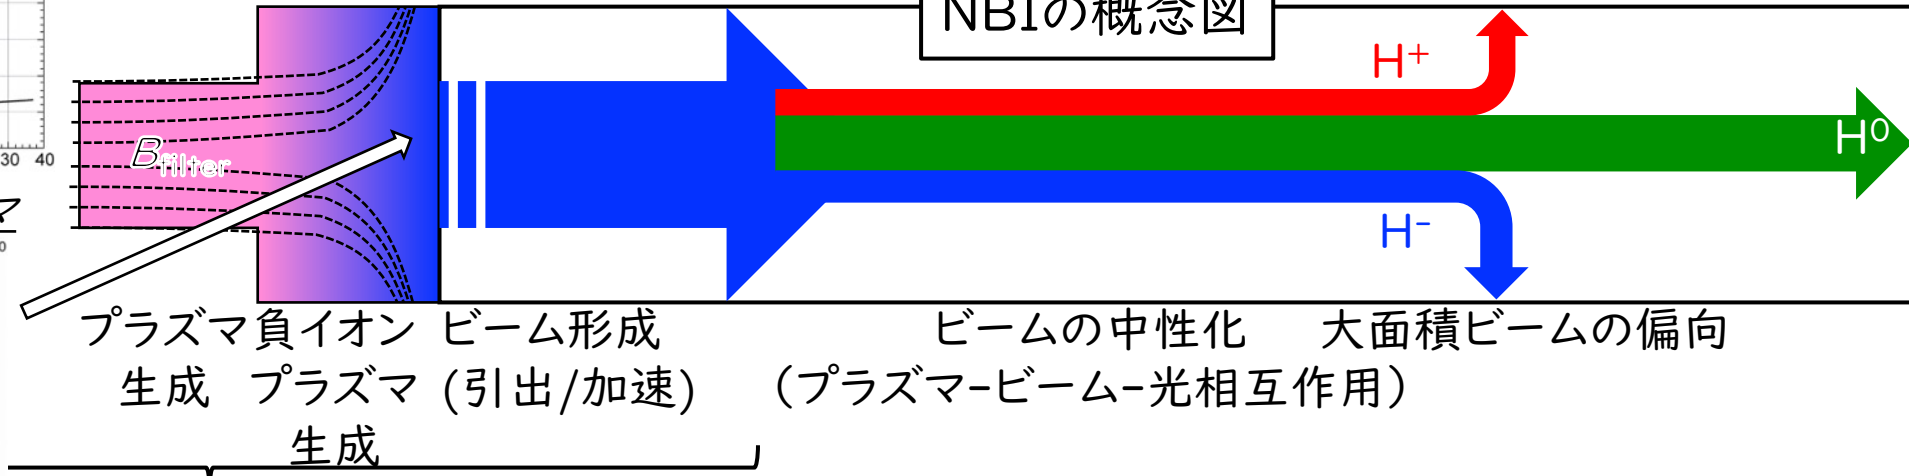 NBIの概念図
H⁺
30 40
B_filter
H⁰
H⁻
プラズマ 負イオン ビーム形成 ビームの中性化 大面積ビームの偏向
生成 プラズマ (引出/加速) (プラズマ-ビーム-光相互作用)
生成